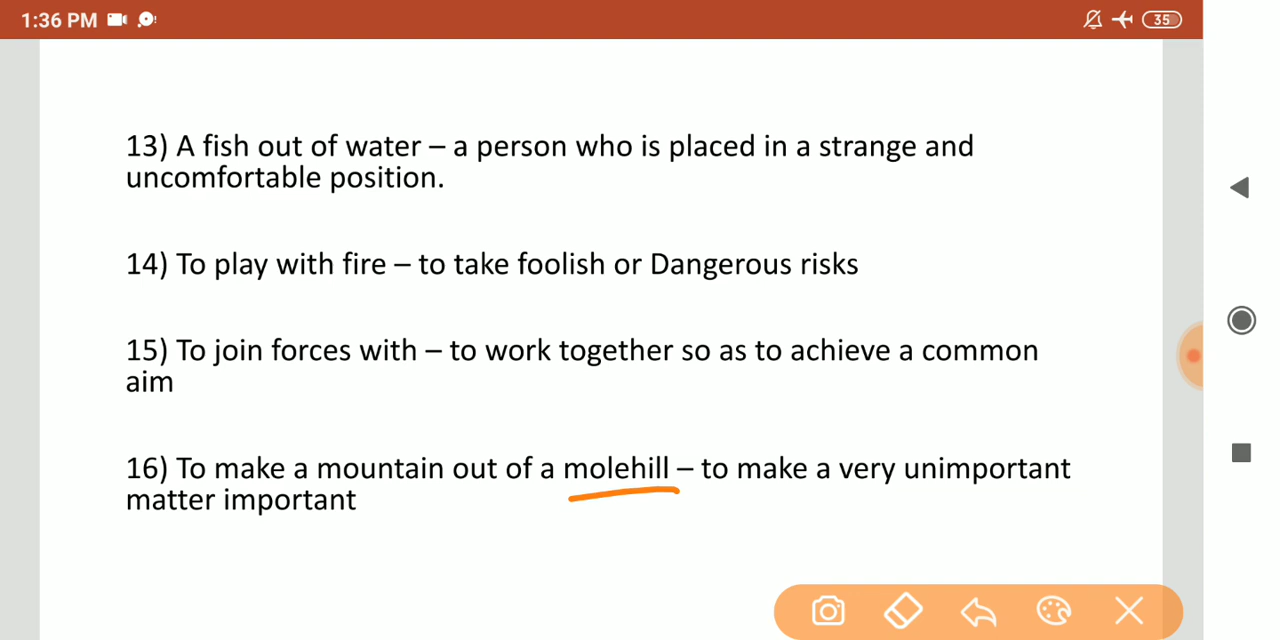 1:36 PM
35
13) A fish out of water – a person who is placed in a strange and
uncomfortable position.
14) To play with fire – to take foolish or Dangerous risks
15) To join forces with – to work together so as to achieve a common
aim
16) To make a mountain out of a molehill – to make a very unimportant
matter important